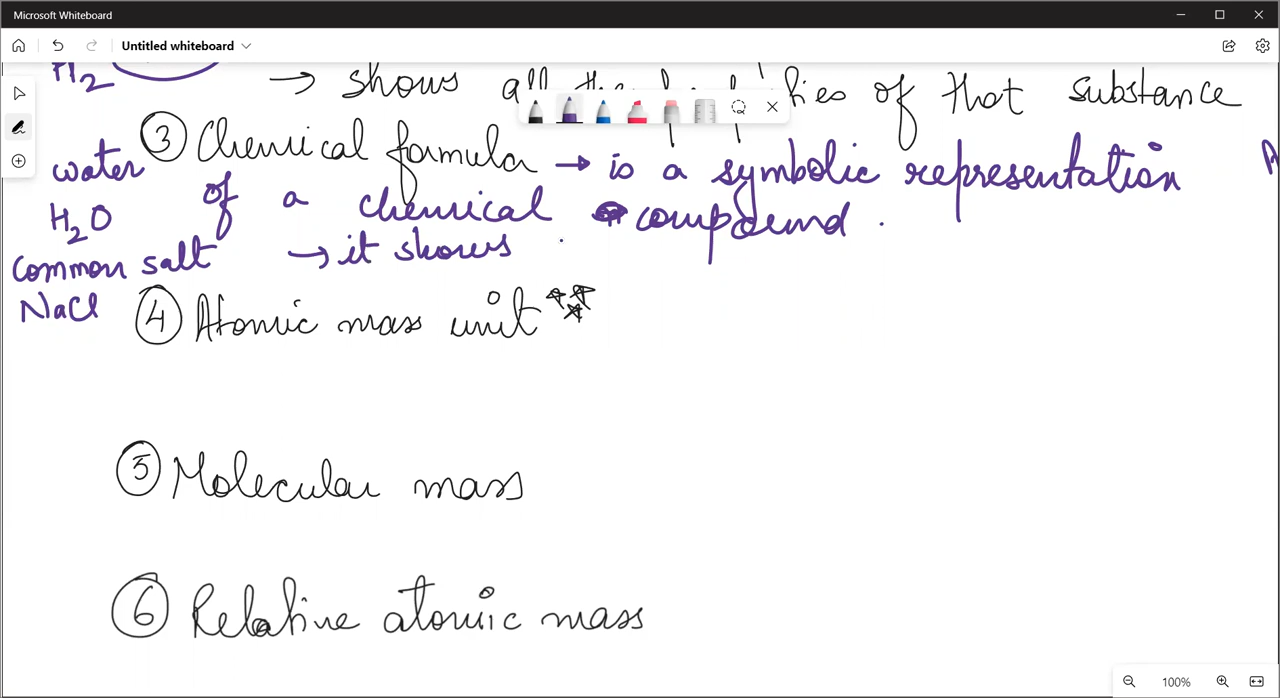 Microsoft Whiteboard
Untitled whiteboard
H2 → shows all the of that substance
③ Chemical formula → is a symbolic representation
water
of a chemical compound.
H2O
→ it shows
common salt
NaCl
④ Atomic mass unit
⑤ Molecular mass
⑥ Relative atomic mass
100%